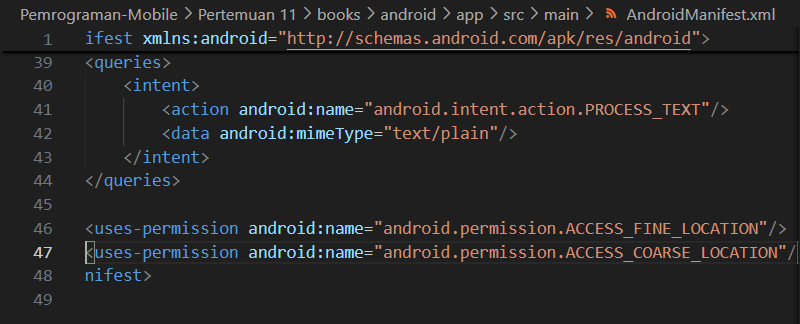 Pemrograman-Mobile > Pertemuan 11 > books > android > app > src > main > AndroidManifest.xml
1 ifest xmlns:android="http://schemas.android.com/apk/res/android">
39 <queries>
40 <intent>
41 <action android:name="android.intent.action.PROCESS_TEXT"/>
42 <data android:mimeType="text/plain"/>
43 </intent>
44 </queries>
45
46 <uses-permission android:name="android.permission.ACCESS_FINE_LOCATION"/>
47 <uses-permission android:name="android.permission.ACCESS_COARSE_LOCATION"/
48 nifest>
49